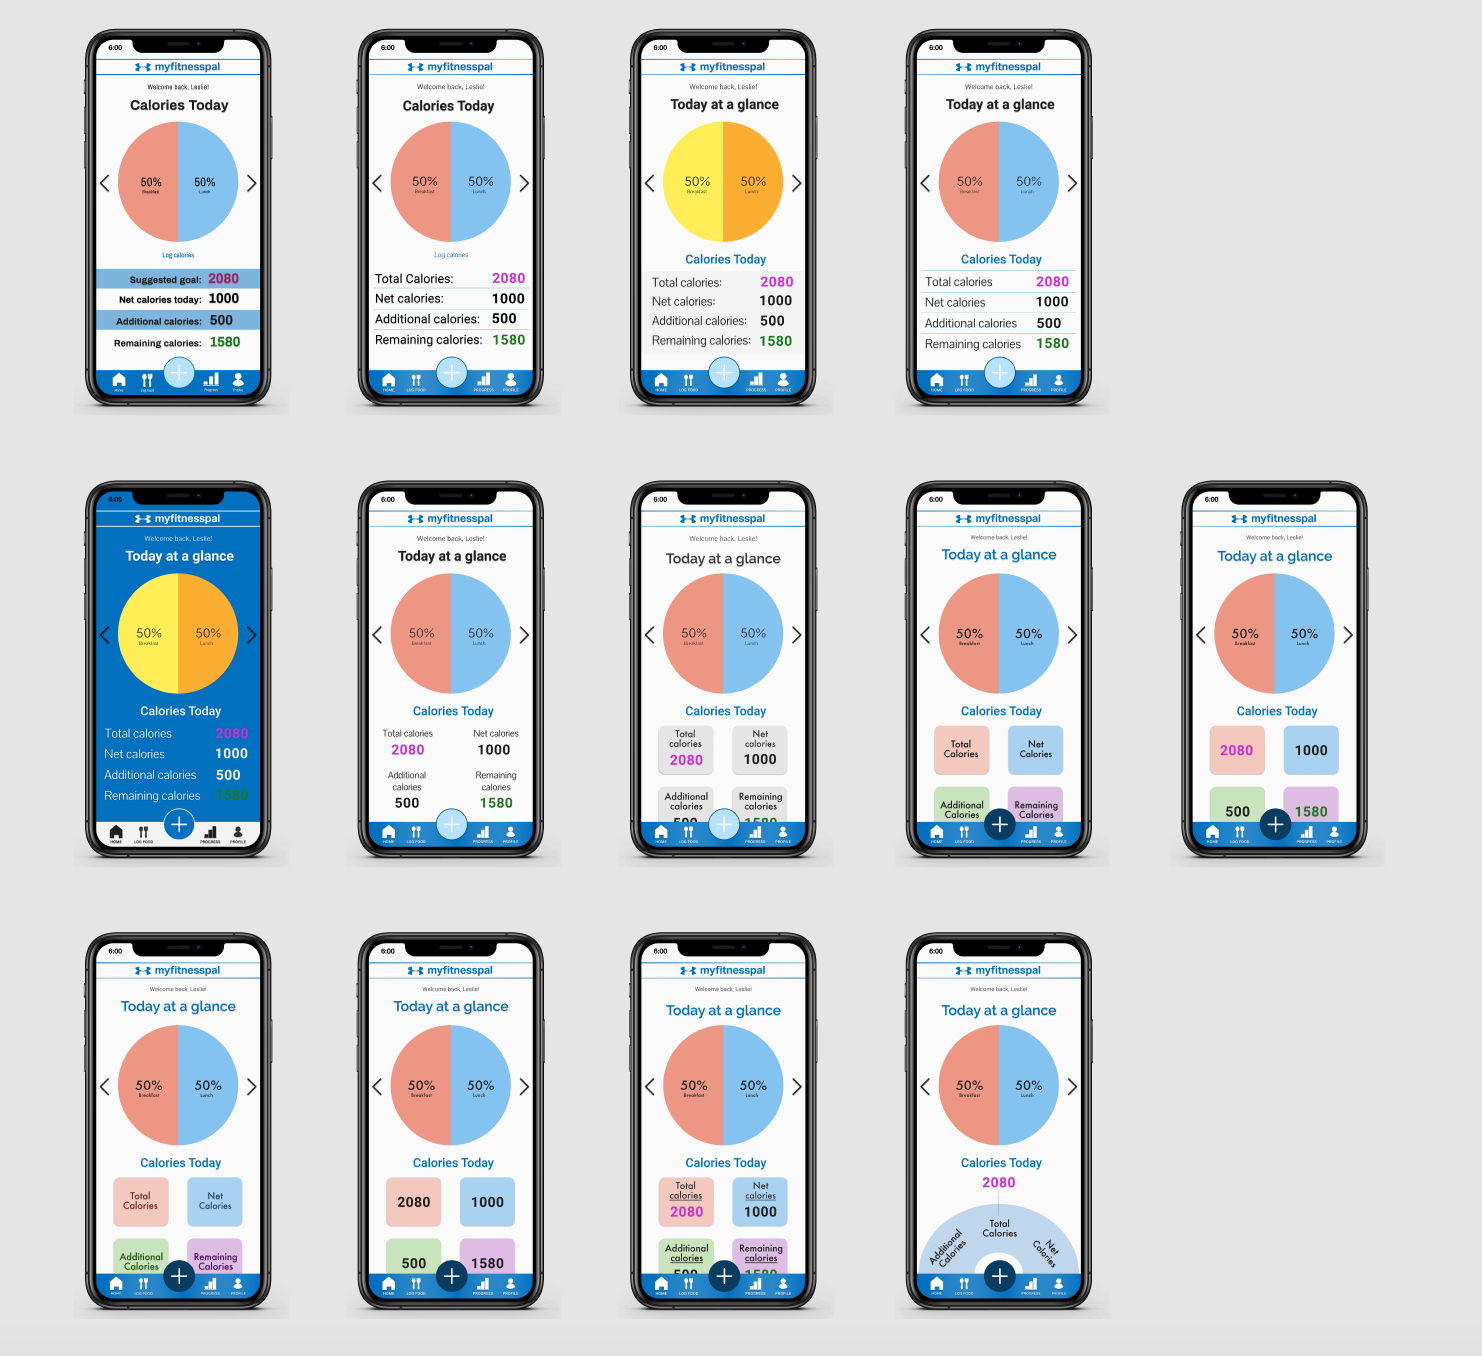 6:00
myfitnesspal
Welcome back, Leslie!
Calories Today
50%
Breakfast
50%
Lunch
Log calories
Suggested goal: 2080
Net calories today: 1000
Additional calories: 500
Remaining calories: 1580
Home
Log Food
Progress
Profile
6:00
myfitnesspal
Welcome back, Leslie!
Calories Today
50%
Breakfast
50%
Lunch
Log calories
Total Calories: 2080
Net calories: 1000
Additional calories: 500
Remaining calories: 1580
HOME
LOG FOOD
PROGRESS
PROFILE
6:00
myfitnesspal
Welcome back, Leslie!
Today at a glance
50%
Breakfast
50%
Lunch
Calories Today
Total calories: 2080
Net calories: 1000
Additional calories: 500
Remaining calories: 1580
HOME
LOG FOOD
PROGRESS
PROFILE
6:00
myfitnesspal
Welcome back, Leslie!
Today at a glance
50%
Breakfast
50%
Lunch
Calories Today
Total calories 2080
Net calories 1000
Additional calories 500
Remaining calories 1580
HOME
LOG FOOD
PROGRESS
PROFILE
6:00
myfitnesspal
Welcome back, Leslie!
Today at a glance
50%
Breakfast
50%
Lunch
Calories Today
Total calories 2080
Net calories 1000
Additional calories 500
Remaining calories 1580
HOME
LOG FOOD
PROGRESS
PROFILE
6:00
myfitnesspal
Welcome back, Leslie!
Today at a glance
50%
Breakfast
50%
Lunch
Calories Today
Total calories
2080
Net calories
1000
Additional
calories
500
Remaining
calories
1580
HOME
LOG FOOD
PROGRESS
PROFILE
6:00
myfitnesspal
Welcome back, Leslie!
Today at a glance
50%
Breakfast
50%
Lunch
Calories Today
Total
calories
2080
Net
calories
1000
Additional
calories
500
Remaining
calories
1580
HOME
LOG FOOD
PROGRESS
PROFILE
6:00
myfitnesspal
Welcome back, Leslie!
Today at a glance
50%
Breakfast
50%
Lunch
Calories Today
Total
Calories
Net
Calories
Additional
Calories
Remaining
Calories
HOME
LOG FOOD
PROGRESS
PROFILE
6:00
myfitnesspal
Welcome back, Leslie!
Today at a glance
50%
Breakfast
50%
Lunch
Calories Today
2080
1000
500
1580
HOME
LOG FOOD
PROGRESS
PROFILE
6:00
myfitnesspal
Welcome back, Leslie!
Today at a glance
50%
Breakfast
50%
Lunch
Calories Today
Total
Calories
Net
Calories
Additional
Calories
Remaining
Calories
HOME
LOG FOOD
PROGRESS
PROFILE
6:00
myfitnesspal
Welcome back, Leslie!
Today at a glance
50%
Breakfast
50%
Lunch
Calories Today
2080
1000
500
1580
HOME
LOG FOOD
PROGRESS
PROFILE
6:00
myfitnesspal
Welcome back, Leslie!
Today at a glance
50%
Breakfast
50%
Lunch
Calories Today
Total
calories
2080
Net
calories
1000
Additional
calories
500
Remaining
calories
1580
HOME
LOG FOOD
PROGRESS
PROFILE
6:00
myfitnesspal
Welcome back, Leslie!
Today at a glance
50%
Breakfast
50%
Lunch
Calories Today
2080
Additional
Calories
Total
Calories
Net
Calories
HOME
LOG FOOD
PROGRESS
PROFILE